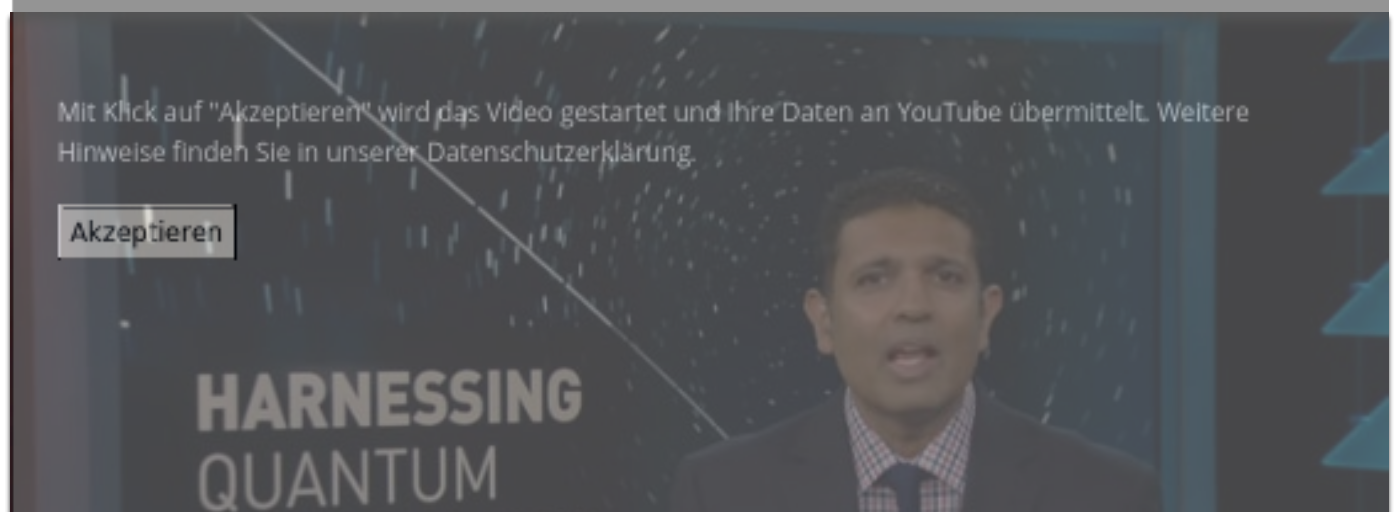 Mit Klick auf "Akzeptieren" wird das Video gestartet und Ihre Daten an YouTube übermittelt. Weitere
Hinweise finden Sie in unserer Datenschutzerklärung.
Akzeptieren
HARNESSING
QUANTUM